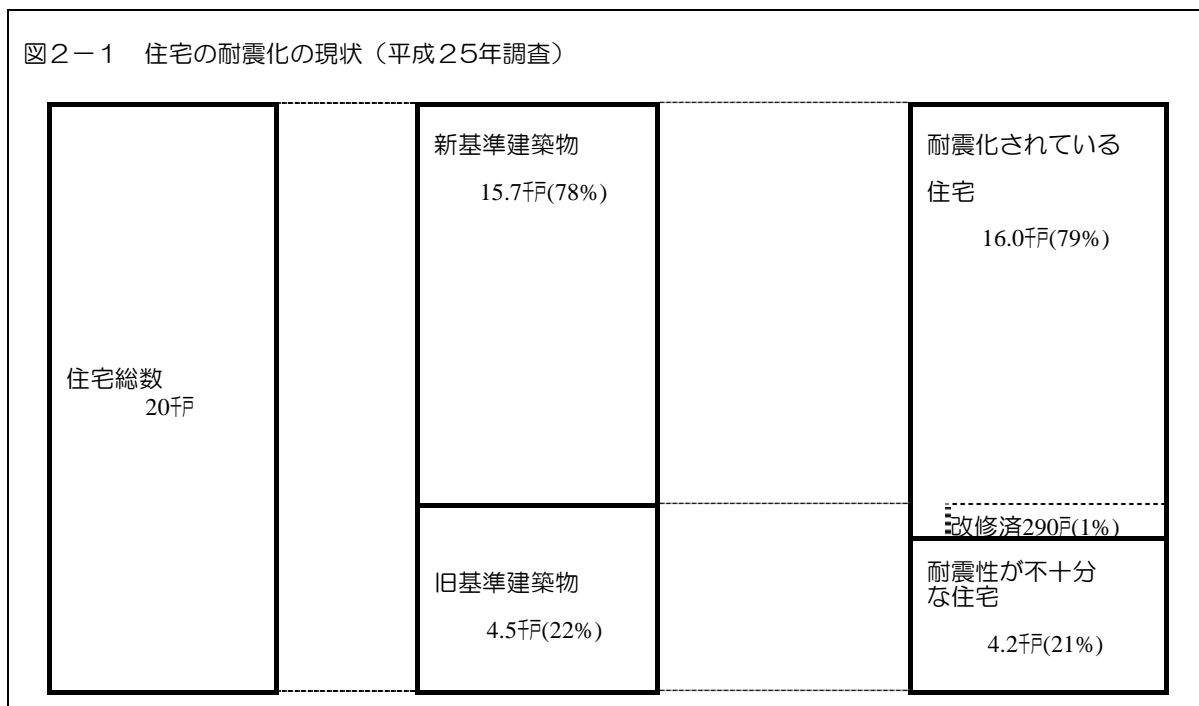 図2-1 住宅の耐震化の現状（平成25年調査）
住宅総数
20千戸
新基準建築物
15.7千戸(78%)
旧基準建築物
4.5千戸(22%)
耐震化されている
住宅
16.0千戸(79%)
改修済290戸(1%)
耐震性が不十分
な住宅
4.2千戸(21%)